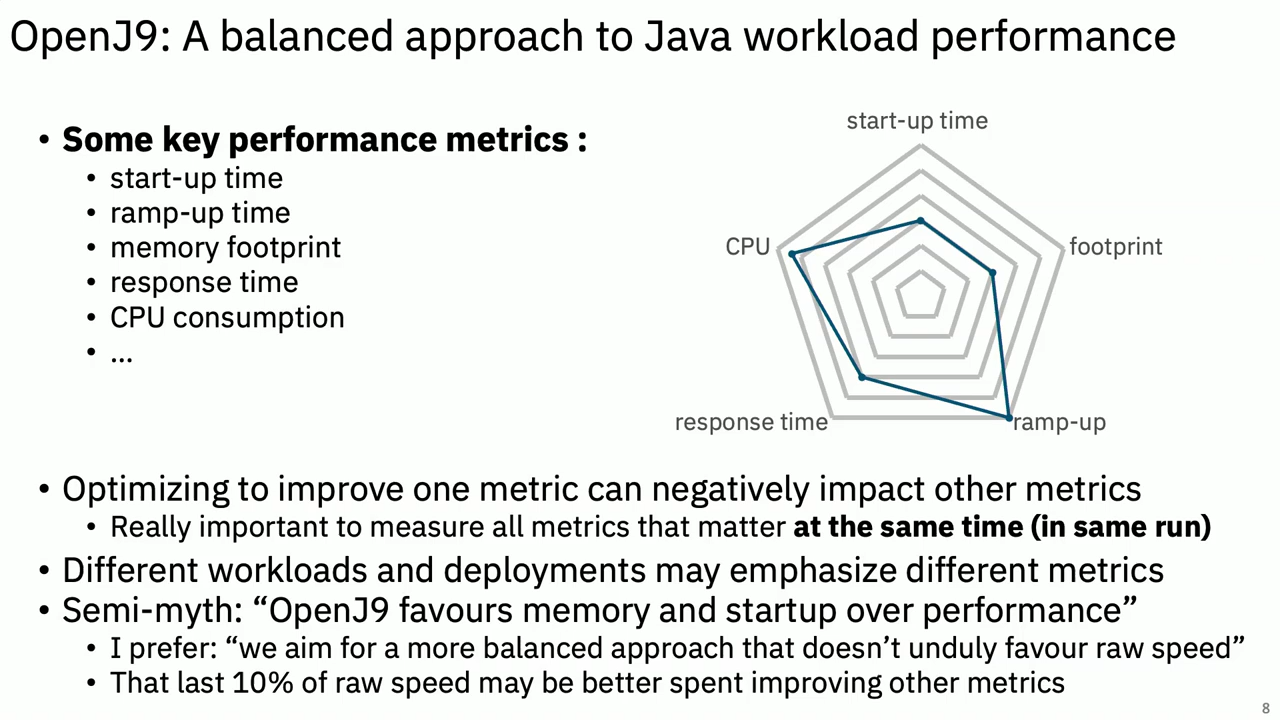 OpenJ9: A balanced approach to Java workload performance
• Some key performance metrics :
• start-up time
• ramp-up time
• memory footprint
• response time
• CPU consumption
• ...
start-up time
CPU
footprint
response time
ramp-up
• Optimizing to improve one metric can negatively impact other metrics
• Really important to measure all metrics that matter at the same time (in same run)
• Different workloads and deployments may emphasize different metrics
• Semi-myth: “OpenJ9 favours memory and startup over performance”
• I prefer: “we aim for a more balanced approach that doesn’t unduly favour raw speed”
• That last 10% of raw speed may be better spent improving other metrics
8